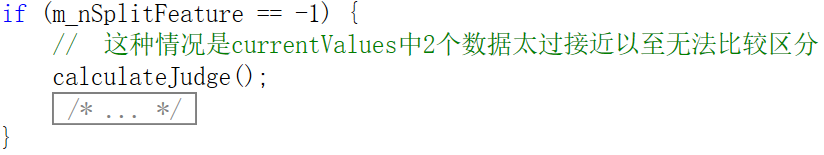 if (m_nSplitFeature == -1) {
// 这种情况是currentValues中2个数据太过接近以至无法比较区分
calculateJudge();
/* ... */
}